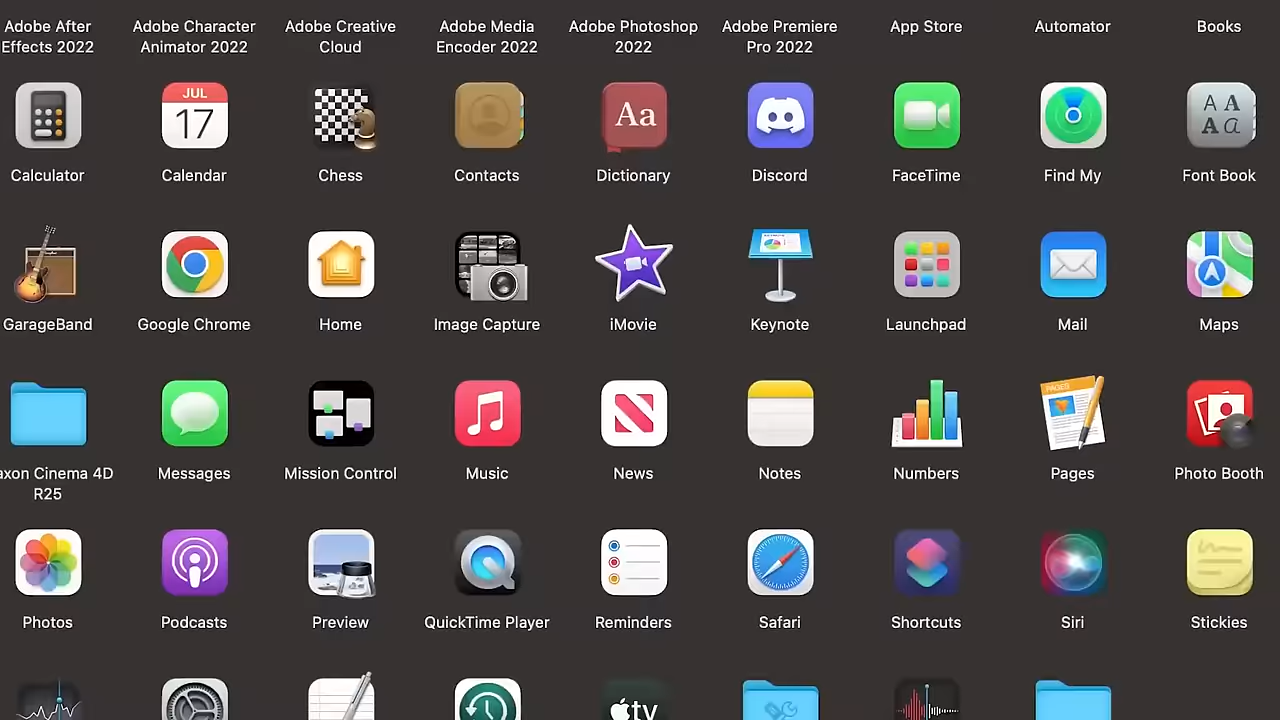 Adobe After
Effects 2022
Adobe Character
Animator 2022
Adobe Creative
Cloud
Adobe Media
Encoder 2022
Adobe Photoshop
2022
Adobe Premiere
Pro 2022
App Store
Automator
Books
JUL
17
Aa
A A
A a
Calculator
Calendar
Chess
Contacts
Dictionary
Discord
FaceTime
Find My
Font Book
GarageBand
Google Chrome
Home
Image Capture
iMovie
Keynote
Launchpad
Mail
Maps
PAGES
axon Cinema 4D
R25
Messages
Mission Control
Music
News
Notes
Numbers
Pages
Photo Booth
Photos
Podcasts
Preview
QuickTime Player
Reminders
Safari
Shortcuts
Siri
Stickies
tv